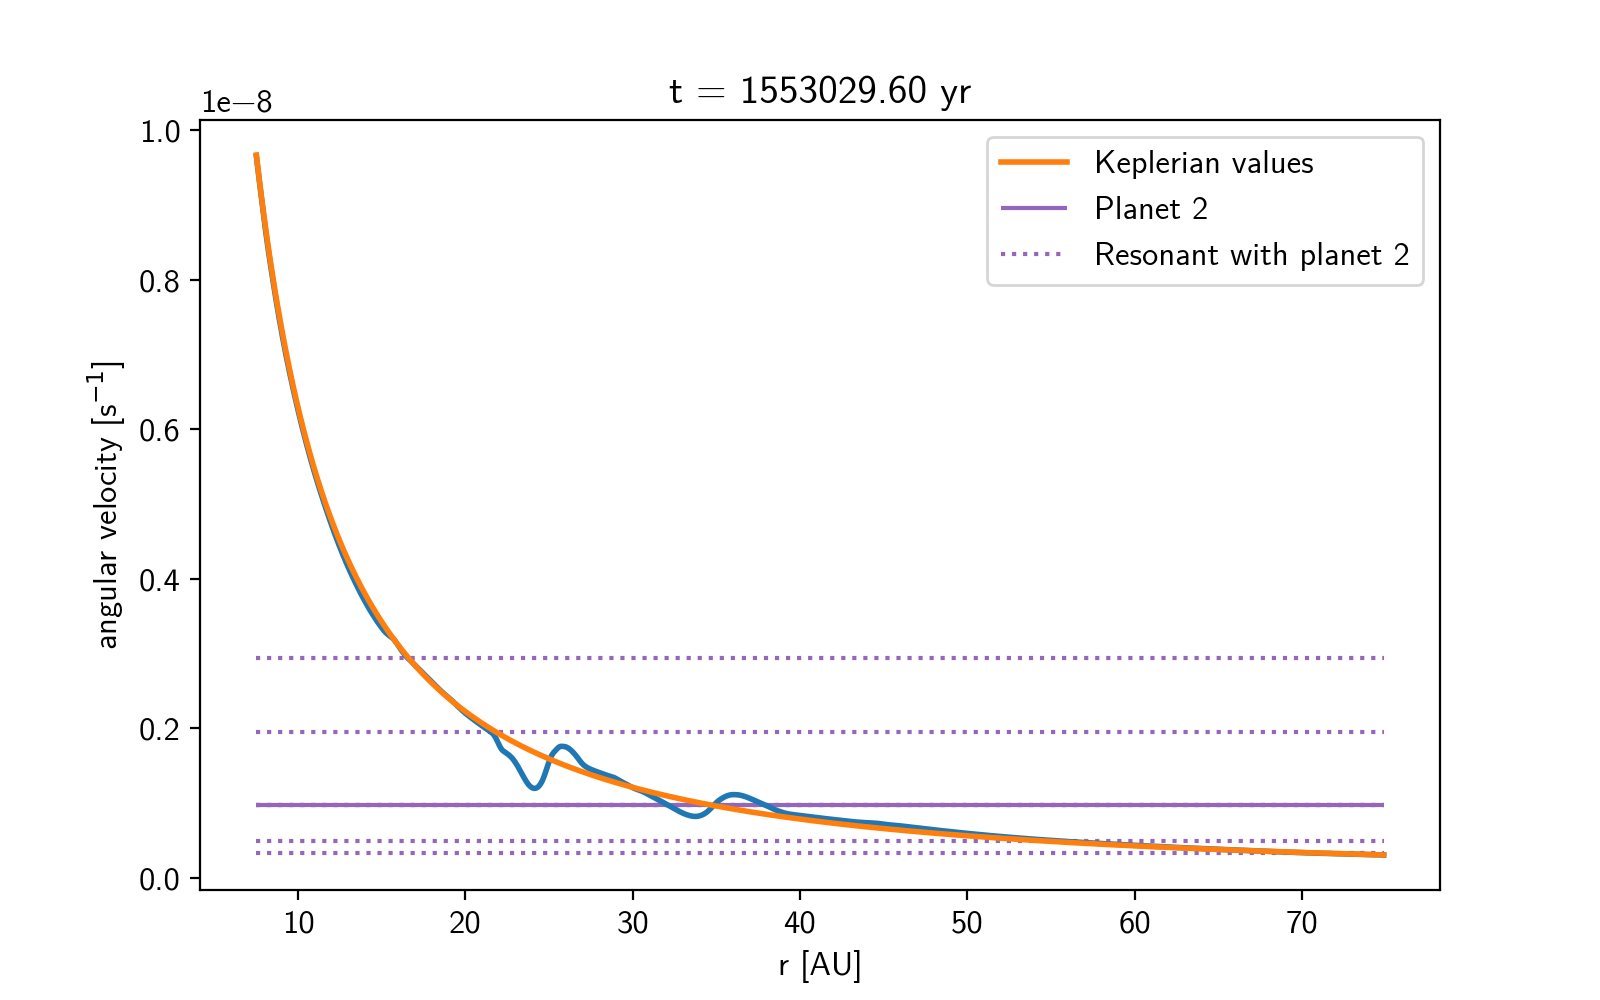 t = 1553029.60 yr
1e−8
1.0
0.8
0.6
0.4
0.2
0.0
angular velocity [s⁻¹]
Keplerian values
Planet 2
Resonant with planet 2
10 20 30 40 50 60 70
r [AU]